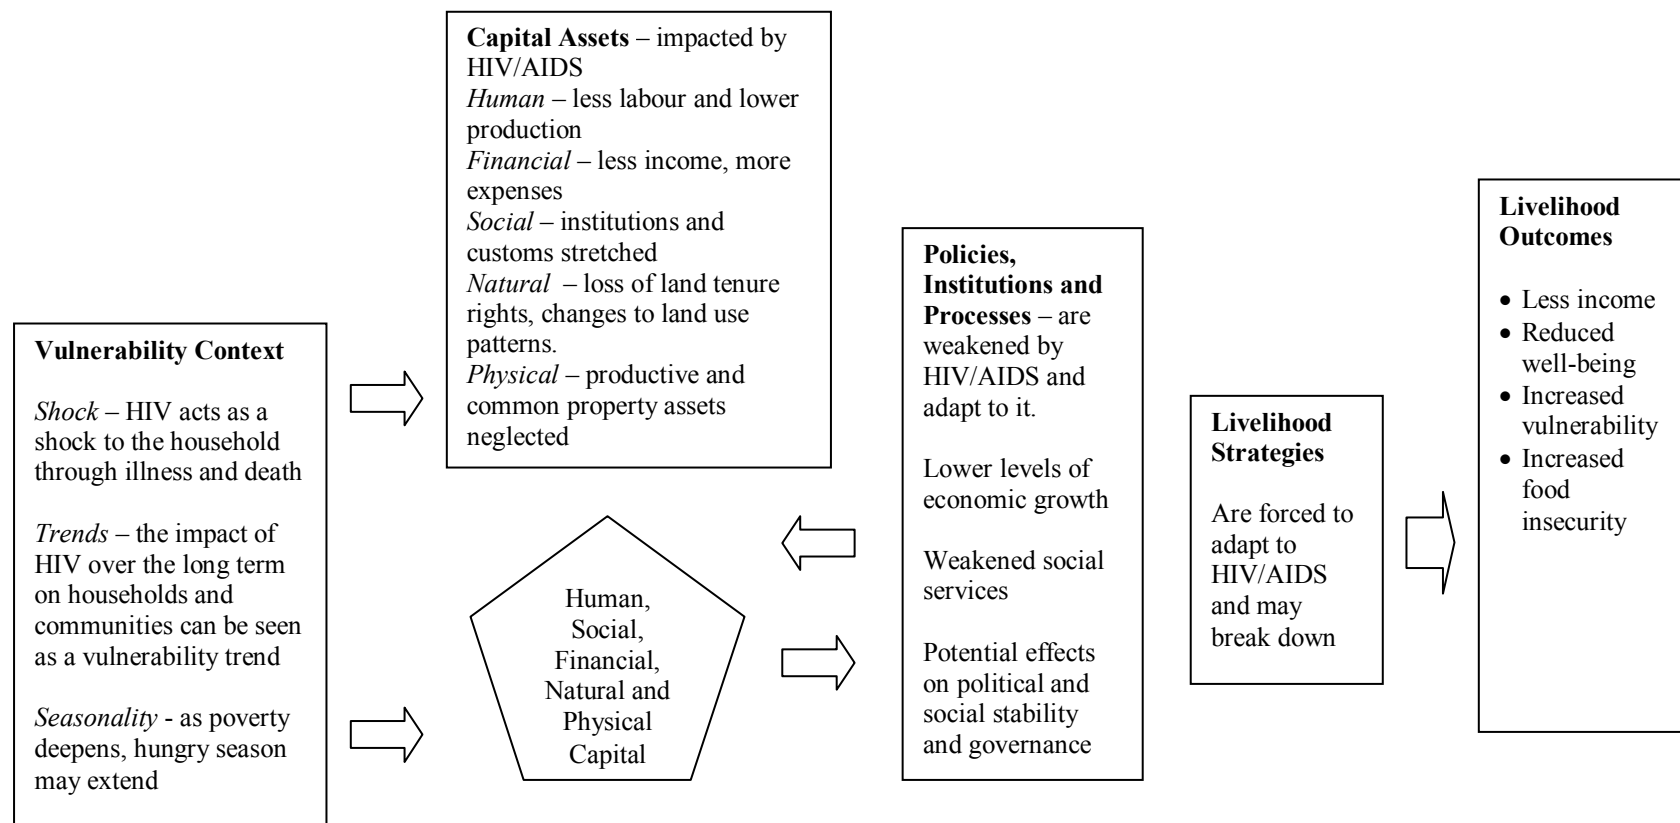 Vulnerability Context
Shock – HIV acts as a
shock to the household
through illness and death
Trends – the impact of
HIV over the long term
on households and
communities can be seen
as a vulnerability trend
Seasonality - as poverty
deepens, hungry season
may extend
Capital Assets – impacted by
HIV/AIDS
Human – less labour and lower
production
Financial – less income, more
expenses
Social – institutions and
customs stretched
Natural – loss of land tenure
rights, changes to land use
patterns.
Physical – productive and
common property assets
neglected
Human,
Social,
Financial,
Natural and
Physical
Capital
Policies,
Institutions and
Processes – are
weakened by
HIV/AIDS and
adapt to it.
Lower levels of
economic growth
Weakened social
services
Potential effects
on political and
social stability
and governance
Livelihood
Strategies
Are forced to
adapt to
HIV/AIDS
and may
break down
Livelihood
Outcomes
• Less income
• Reduced
well-being
• Increased
vulnerability
• Increased
food
insecurity